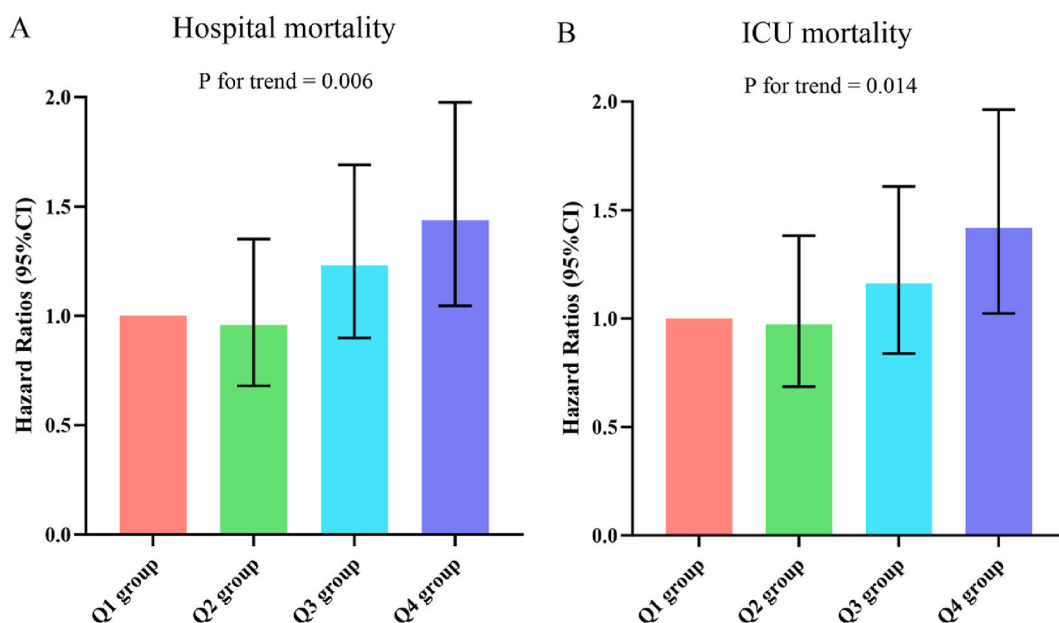 A
Hospital mortality
P for trend = 0.006
Hazard Ratios (95%CI)
2.0
1.5
1.0
0.5
0.0
Q1 group
Q2 group
Q3 group
Q4 group
B
ICU mortality
P for trend = 0.014
Hazard Ratios (95%CI)
2.0
1.5
1.0
0.5
0.0
Q1 group
Q2 group
Q3 group
Q4 group